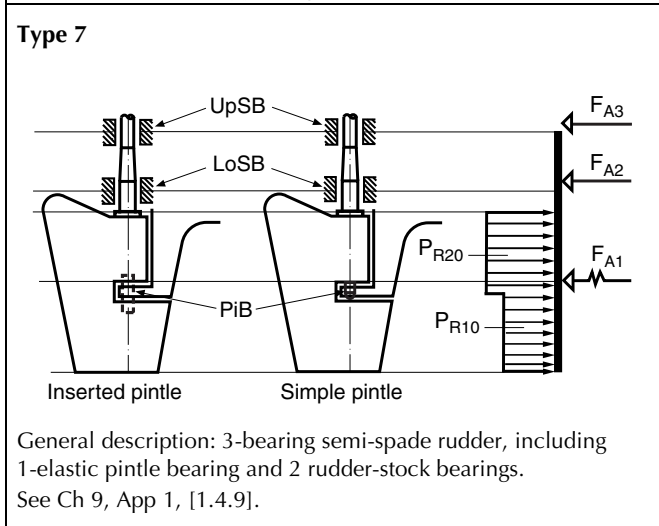 Type 7
UpSB
LoSB
PiB
F_A3
F_A2
P_R20
F_A1
P_R10
Inserted pintle
Simple pintle
General description: 3-bearing semi-spade rudder, including
1-elastic pintle bearing and 2 rudder-stock bearings.
See Ch 9, App 1, [1.4.9].